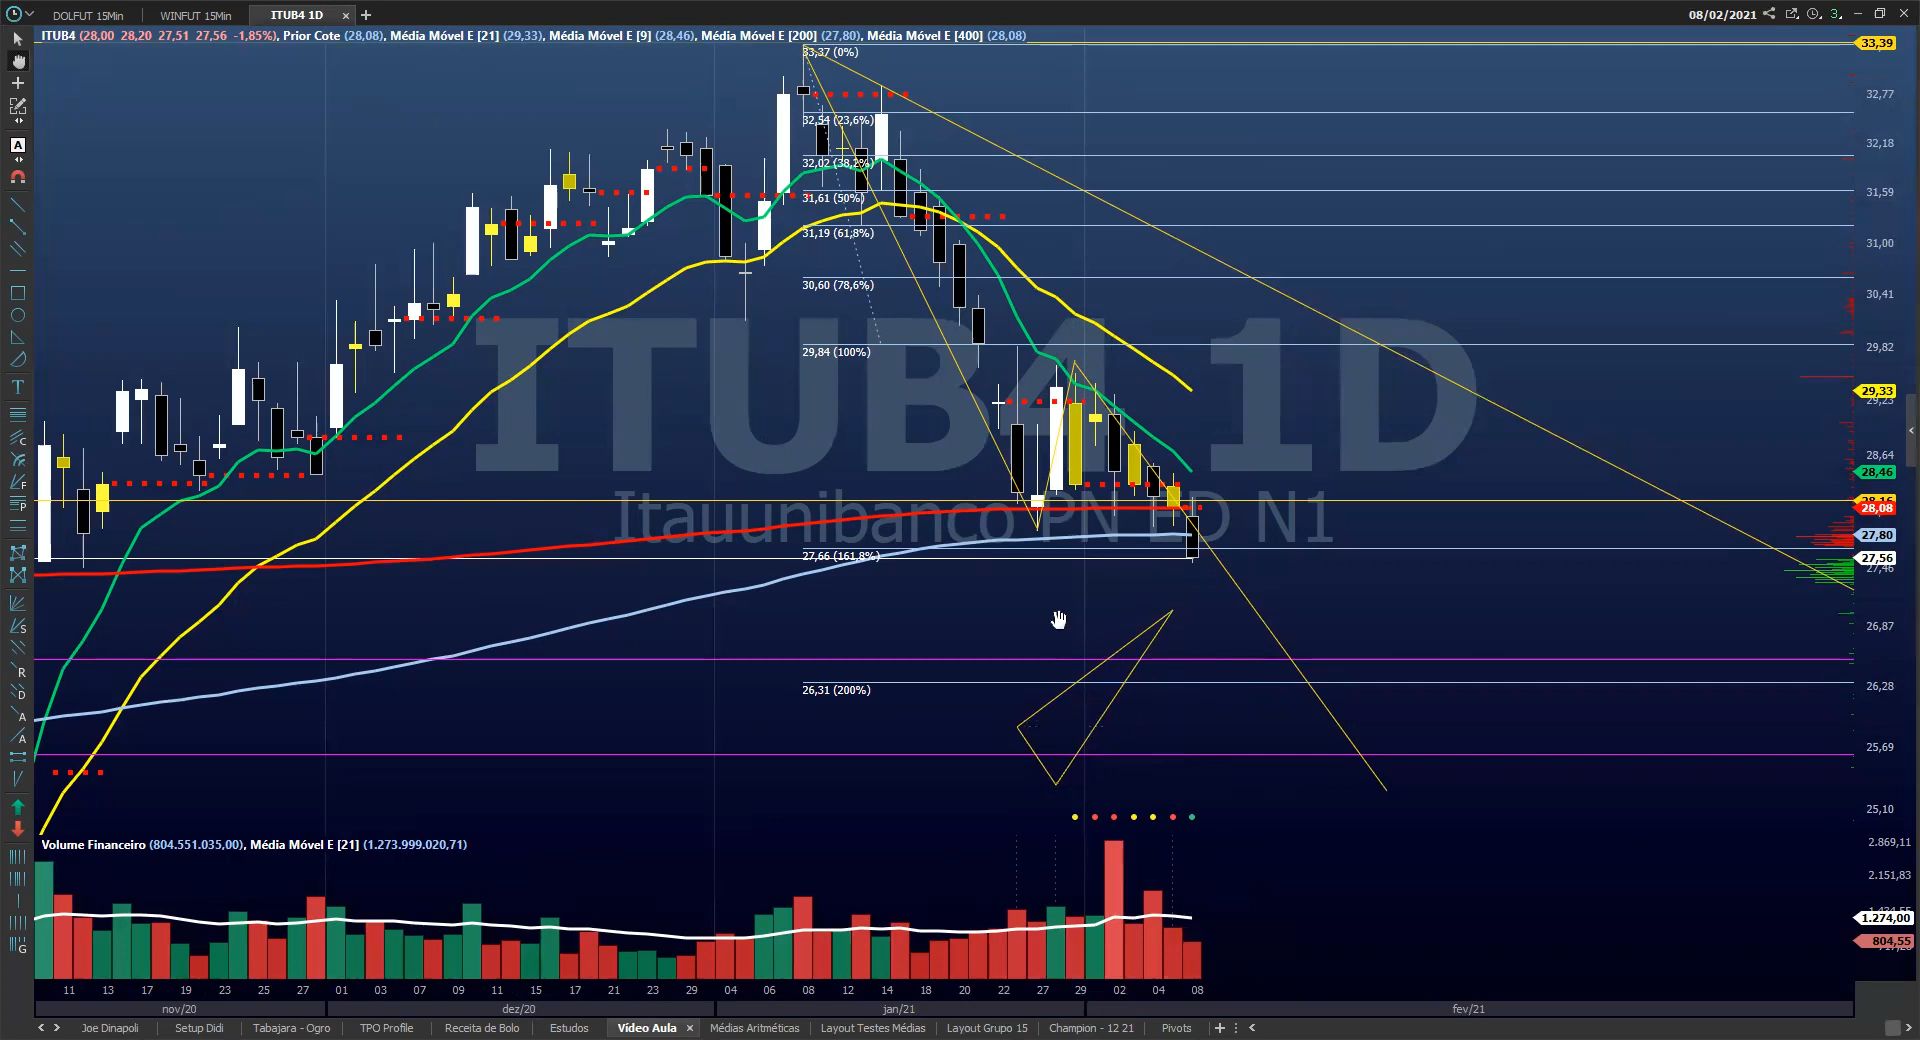 DOLFUT 15Min
WINFUT 15Min
ITUB4 1D
08/02/2021
3
ITUB4 (28,00 28,20 27,51 27,56 -1,85%), Prior Cote (28,08), Média Móvel E [21] (29,33), Média Móvel E [9] (28,46), Média Móvel E [200] (27,80), Média Móvel E [400] (28,08)
33,37 (0%)
32,54 (23,6%)
32,02 (38,2%)
31,61 (50%)
31,19 (61,8%)
30,60 (78,6%)
29,84 (100%)
27,66 (161,8%)
26,31 (200%)
ITUB4 1D
Itauunibanco PN ED N1
33,39
32,77
32,18
31,59
31,00
30,41
29,82
29,33
29,23
28,64
28,46
28,16
28,08
27,80
27,56
27,46
26,87
26,28
25,69
25,10
Volume Financeiro (804.551.035,00), Média Móvel E [21] (1.273.999.020,71)
2.869,11
2.151,83
1.274,00
804,55
11 13 17 19 23 25 27 01 03 07 09 11 15 17 21 23 29 04 06 08 12 14 18 20 22 27 29 02 04 08
nov/20 dez/20 jan/21 fev/21
Joe Dinapoli
Setup Didi
Tabajara - Ogro
TPO Profile
Receita de Bolo
Estudos
Vídeo Aula
Médias Aritméticas
Layout Testes Médias
Layout Grupo 15
Champion - 12 21
Pivots